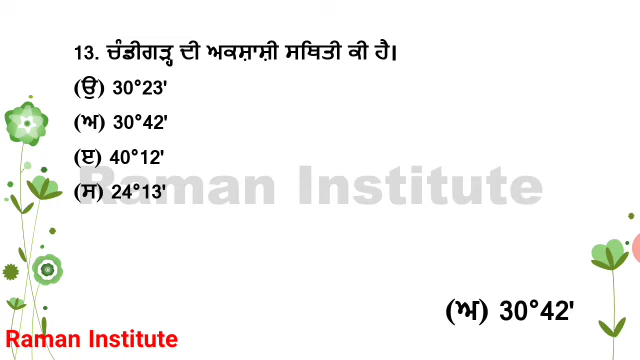 13. ਚੰਡੀਗੜ੍ਹ ਦੀ ਅਕਸ਼ਾਸ਼ੀ ਸਥਿਤੀ ਕੀ ਹੈ।
(ੳ) 30°23'
(ਅ) 30°42'
(ੲ) 40°12'
(ਸ) 24°13'
Raman Institute
(ਅ) 30°42'
Raman Institute